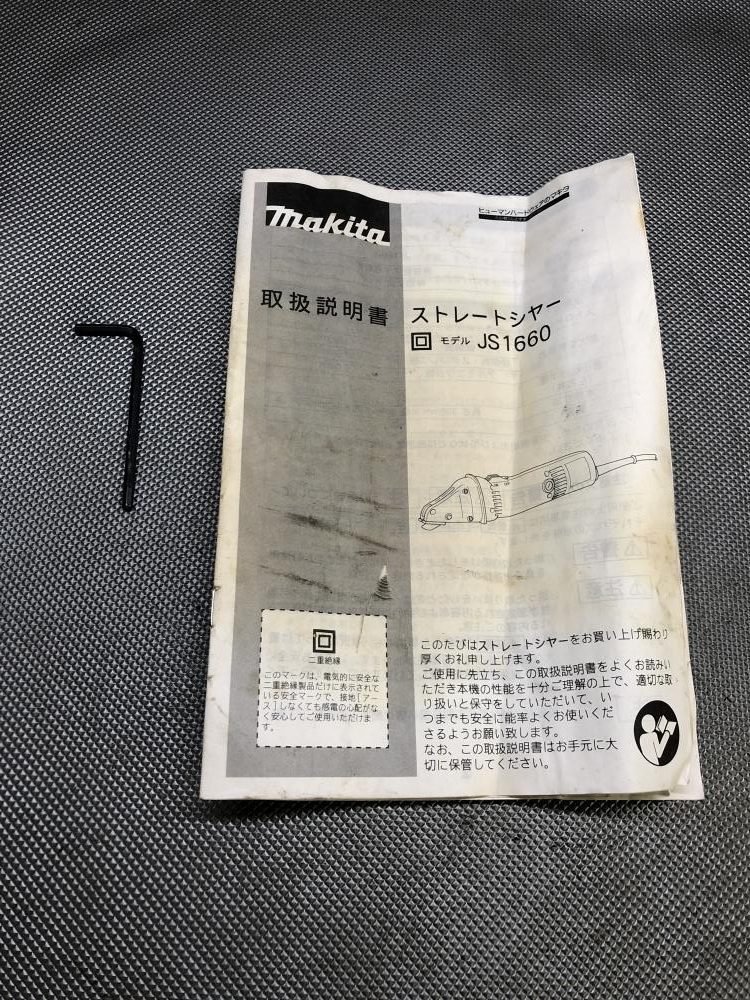 makita
ヒューマンハードウェアのマキタ
取扱説明書
ストレートシヤー
モデル JS1660
二重絶縁
このマークは、電気的に安全な
二重絶縁製品だけに表示されて
いる安全マークで、接地[アー
ス]しなくても感電の心配がな
く安心してご使用いただけま
す。
このたびはストレートシヤーをお買い上げ賜わり
厚くお礼申し上げます。
ご使用に先立ち、この取扱説明書をよくお読みい
ただき本機の性能を十分ご理解の上で、適切な取
り扱いと保守をしていただいて、い
つまでも安全に能率よくお使いくだ
さるようお願い致します。
なお、この取扱説明書はお手元に大
切に保管してください。